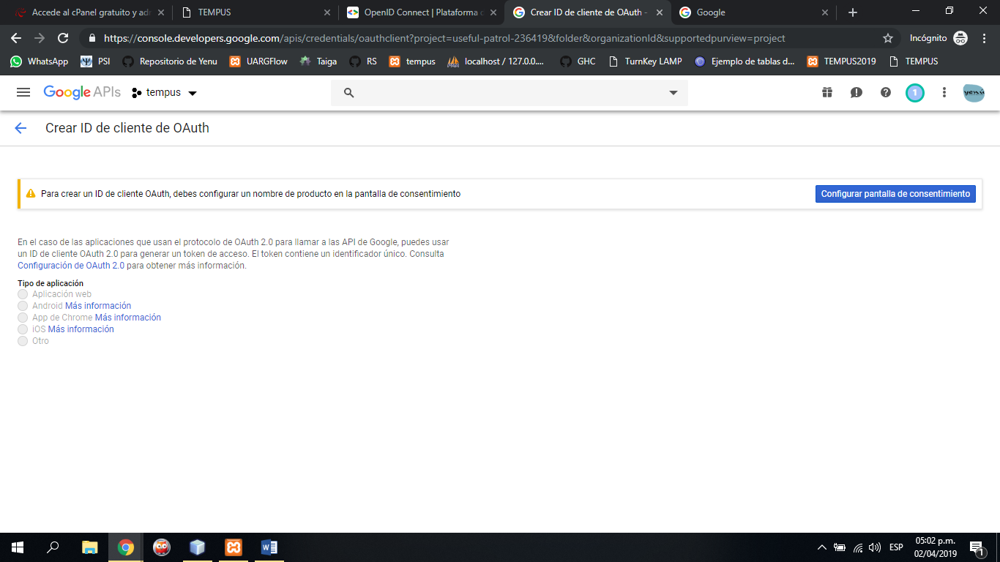 Accede al cPanel gratuito y adr
TEMPUS
OpenID Connect | Plataforma d
Crear ID de cliente de OAuth -
Google
https://console.developers.google.com/apis/credentials/oauthclient?project=useful-patrol-236419&folder&organizationId&supportedpurview=project
Incógnito
WhatsApp
PSI
Repositorio de Yenu
UARGFlow
Taiga
RS
tempus
localhost / 127.0.0....
GHC
TurnKey LAMP
Ejemplo de tablas d...
TEMPUS2019
TEMPUS
Google APIs
tempus
1
yenú
Crear ID de cliente de OAuth
Para crear un ID de cliente OAuth, debes configurar un nombre de producto en la pantalla de consentimiento
Configurar pantalla de consentimiento
En el caso de las aplicaciones que usan el protocolo de OAuth 2.0 para llamar a las API de Google, puedes usar
un ID de cliente OAuth 2.0 para generar un token de acceso. El token contiene un identificador único. Consulta
Configuración de OAuth 2.0 para obtener más información.
Tipo de aplicación
Aplicación web
Android Más información
App de Chrome Más información
iOS Más información
Otro
ESP
05:02 p.m.
02/04/2019
1